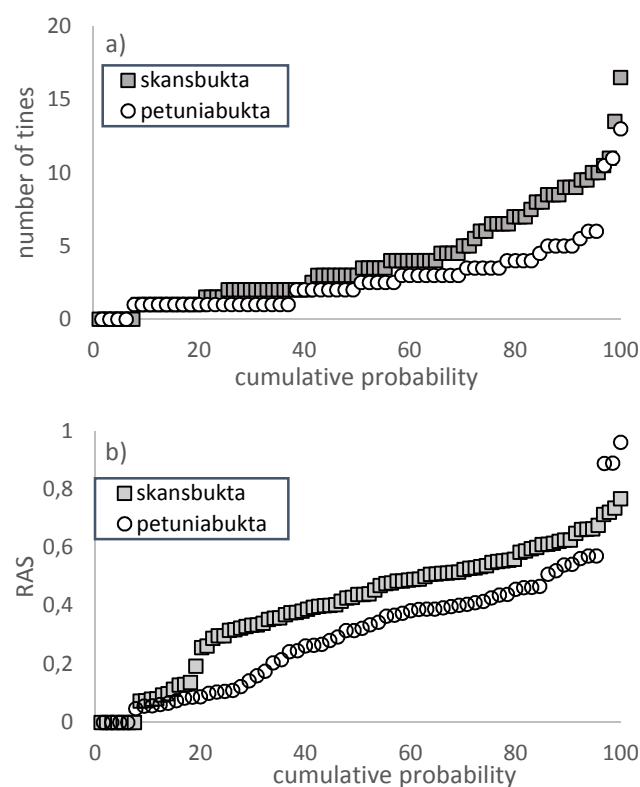 a)
20
15
10
5
0
number of tines
skansbukta
petuniabukta
0 20 40 60 80 100
cumulative probability
b)
1
0,8
0,6
0,4
0,2
0
RAS
skansbukta
petuniabukta
0 20 40 60 80 100
cumulative probability